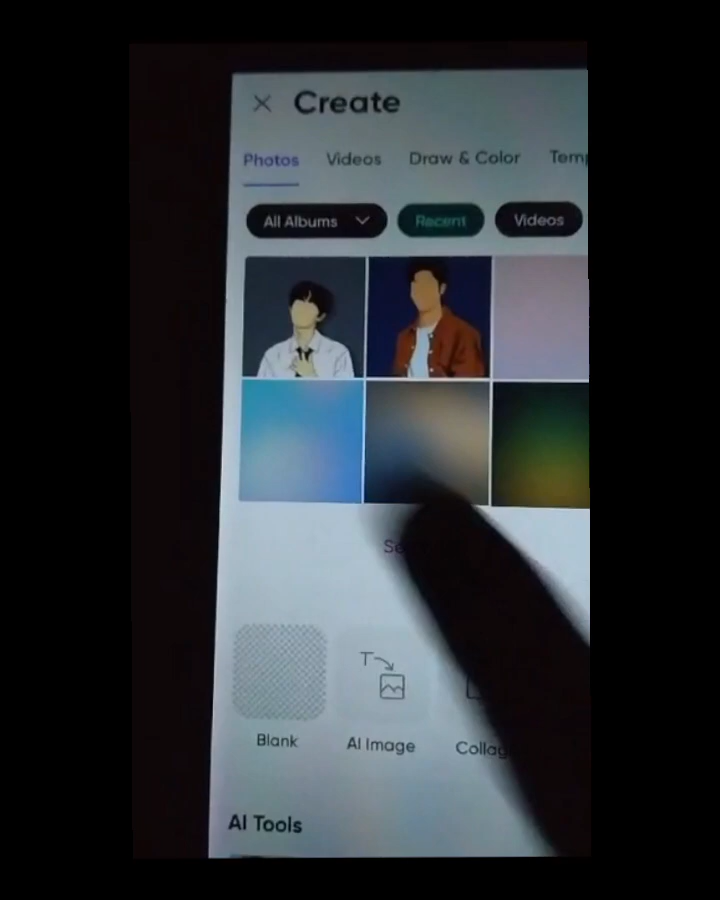 Create
Photos Videos Draw & Color
All Albums Recent Videos
Blank AI Image
AI Tools